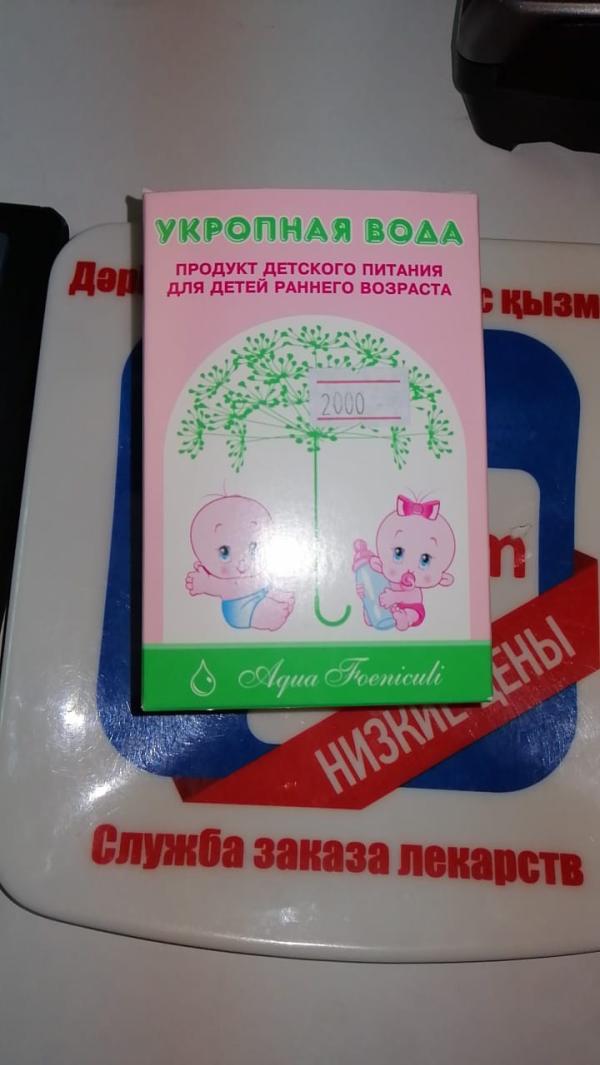 УКРОПНАЯ ВОДА
ПРОДУКТ ДЕТСКОГО ПИТАНИЯ
ДЛЯ ДЕТЕЙ РАННЕГО ВОЗРАСТА
2000
Aqua Foeniculi
НИЗКИЕ ЦЕНЫ
Служба заказа лекарств